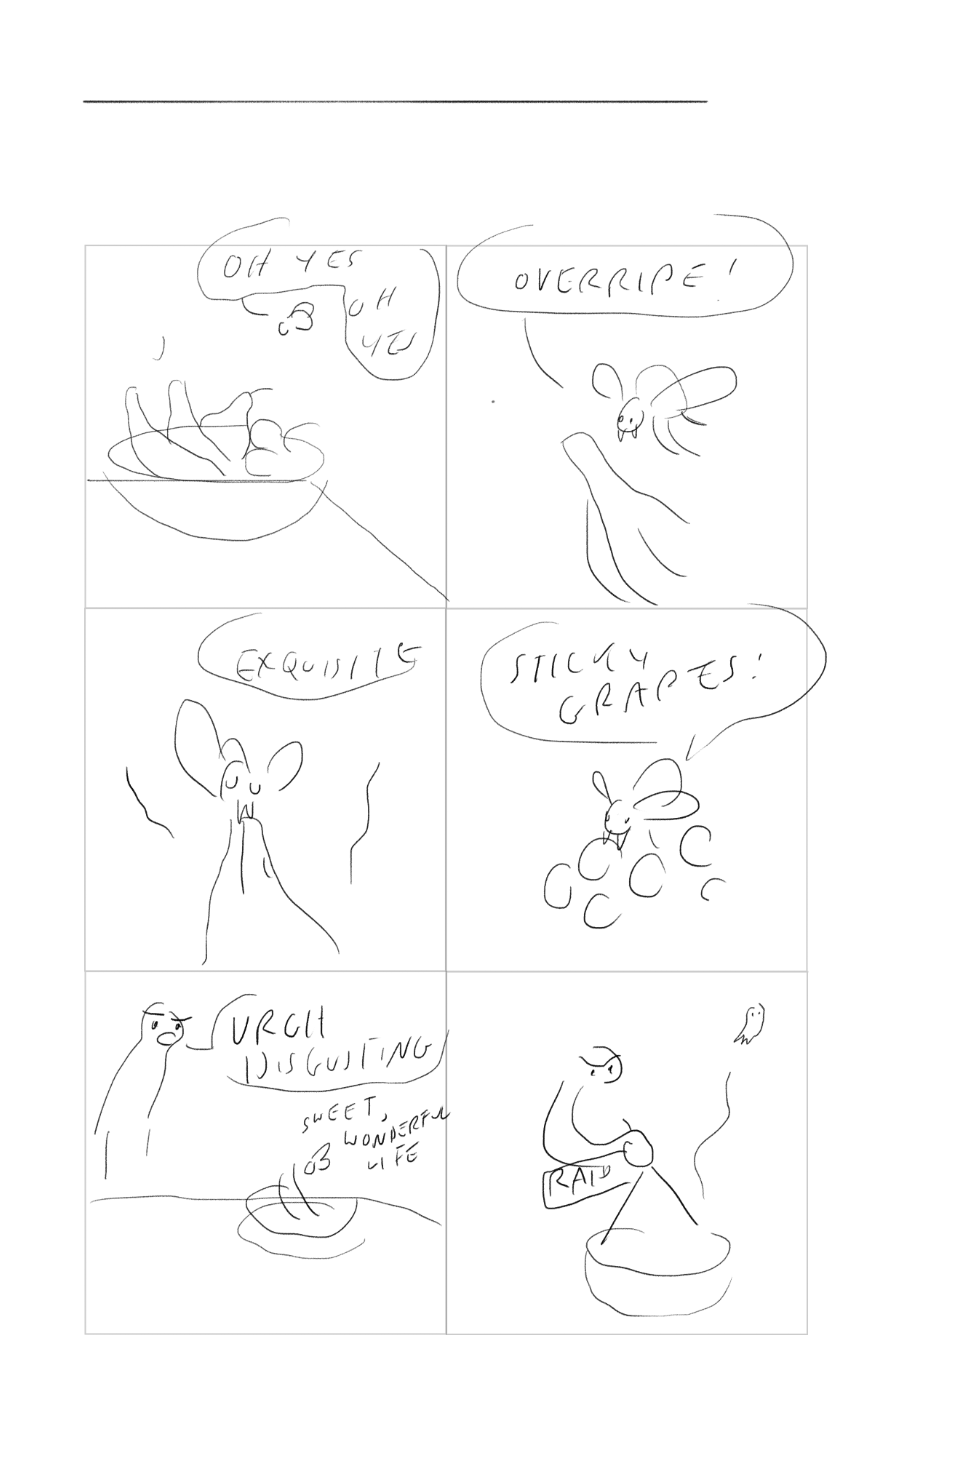 OH YES
OH
YES
OVERRIPE!
EXQUISITE
STICKY
GRAPES!
URGH
DISGUSTING
SWEET,
WONDERFUL
LIFE
RAID